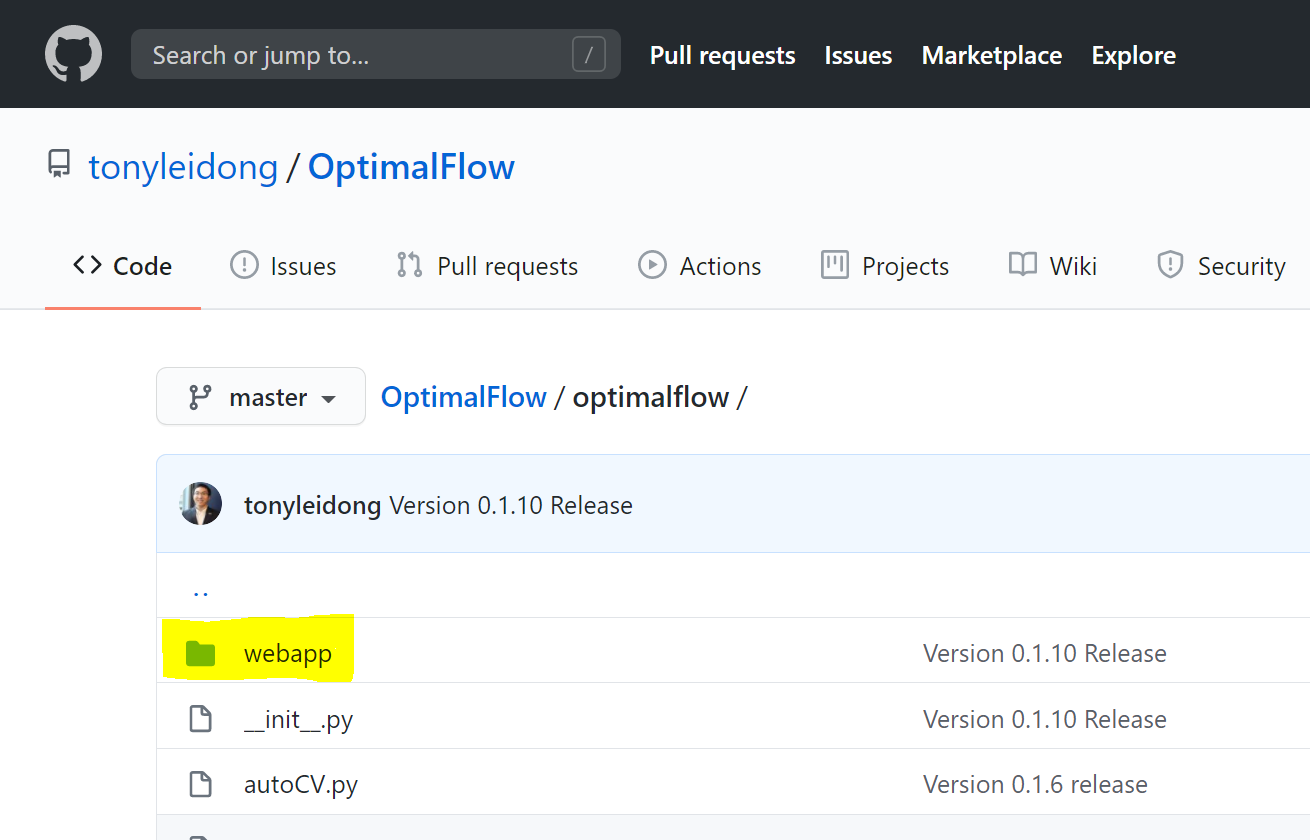 Search or jump to... / Pull requests Issues Marketplace Explore
tonyleidong / OptimalFlow
Code Issues Pull requests Actions Projects Wiki Security
master OptimalFlow / optimalflow /
tonyleidong Version 0.1.10 Release
..
webapp Version 0.1.10 Release
__init__.py Version 0.1.10 Release
autoCV.py Version 0.1.6 release